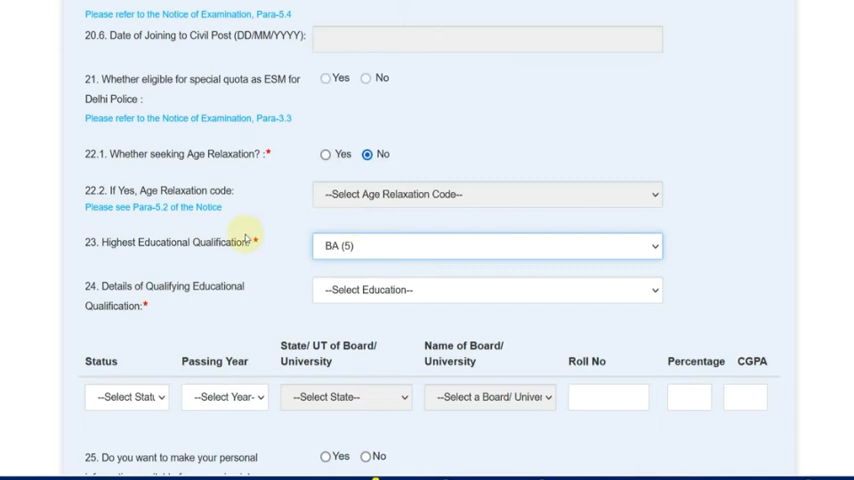 Please refer to the Notice of Examination, Para-5.4
20.6. Date of Joining to Civil Post (DD/MM/YYYY):
21. Whether eligible for special quota as ESM for Yes No
Delhi Police :
Please refer to the Notice of Examination, Para-3.3
22.1. Whether seeking Age Relaxation? :* Yes No
22.2. If Yes, Age Relaxation code: --Select Age Relaxation Code--
Please see Para-5.2 of the Notice
23. Highest Educational Qualification * BA (5)
24. Details of Qualifying Educational --Select Education--
Qualification:*
State/ UT of Board/ Name of Board/
Status Passing Year University University Roll No Percentage CGPA
--Select Statu --Select Year- --Select State-- --Select a Board/ Univer
25. Do you want to make your personal Yes No